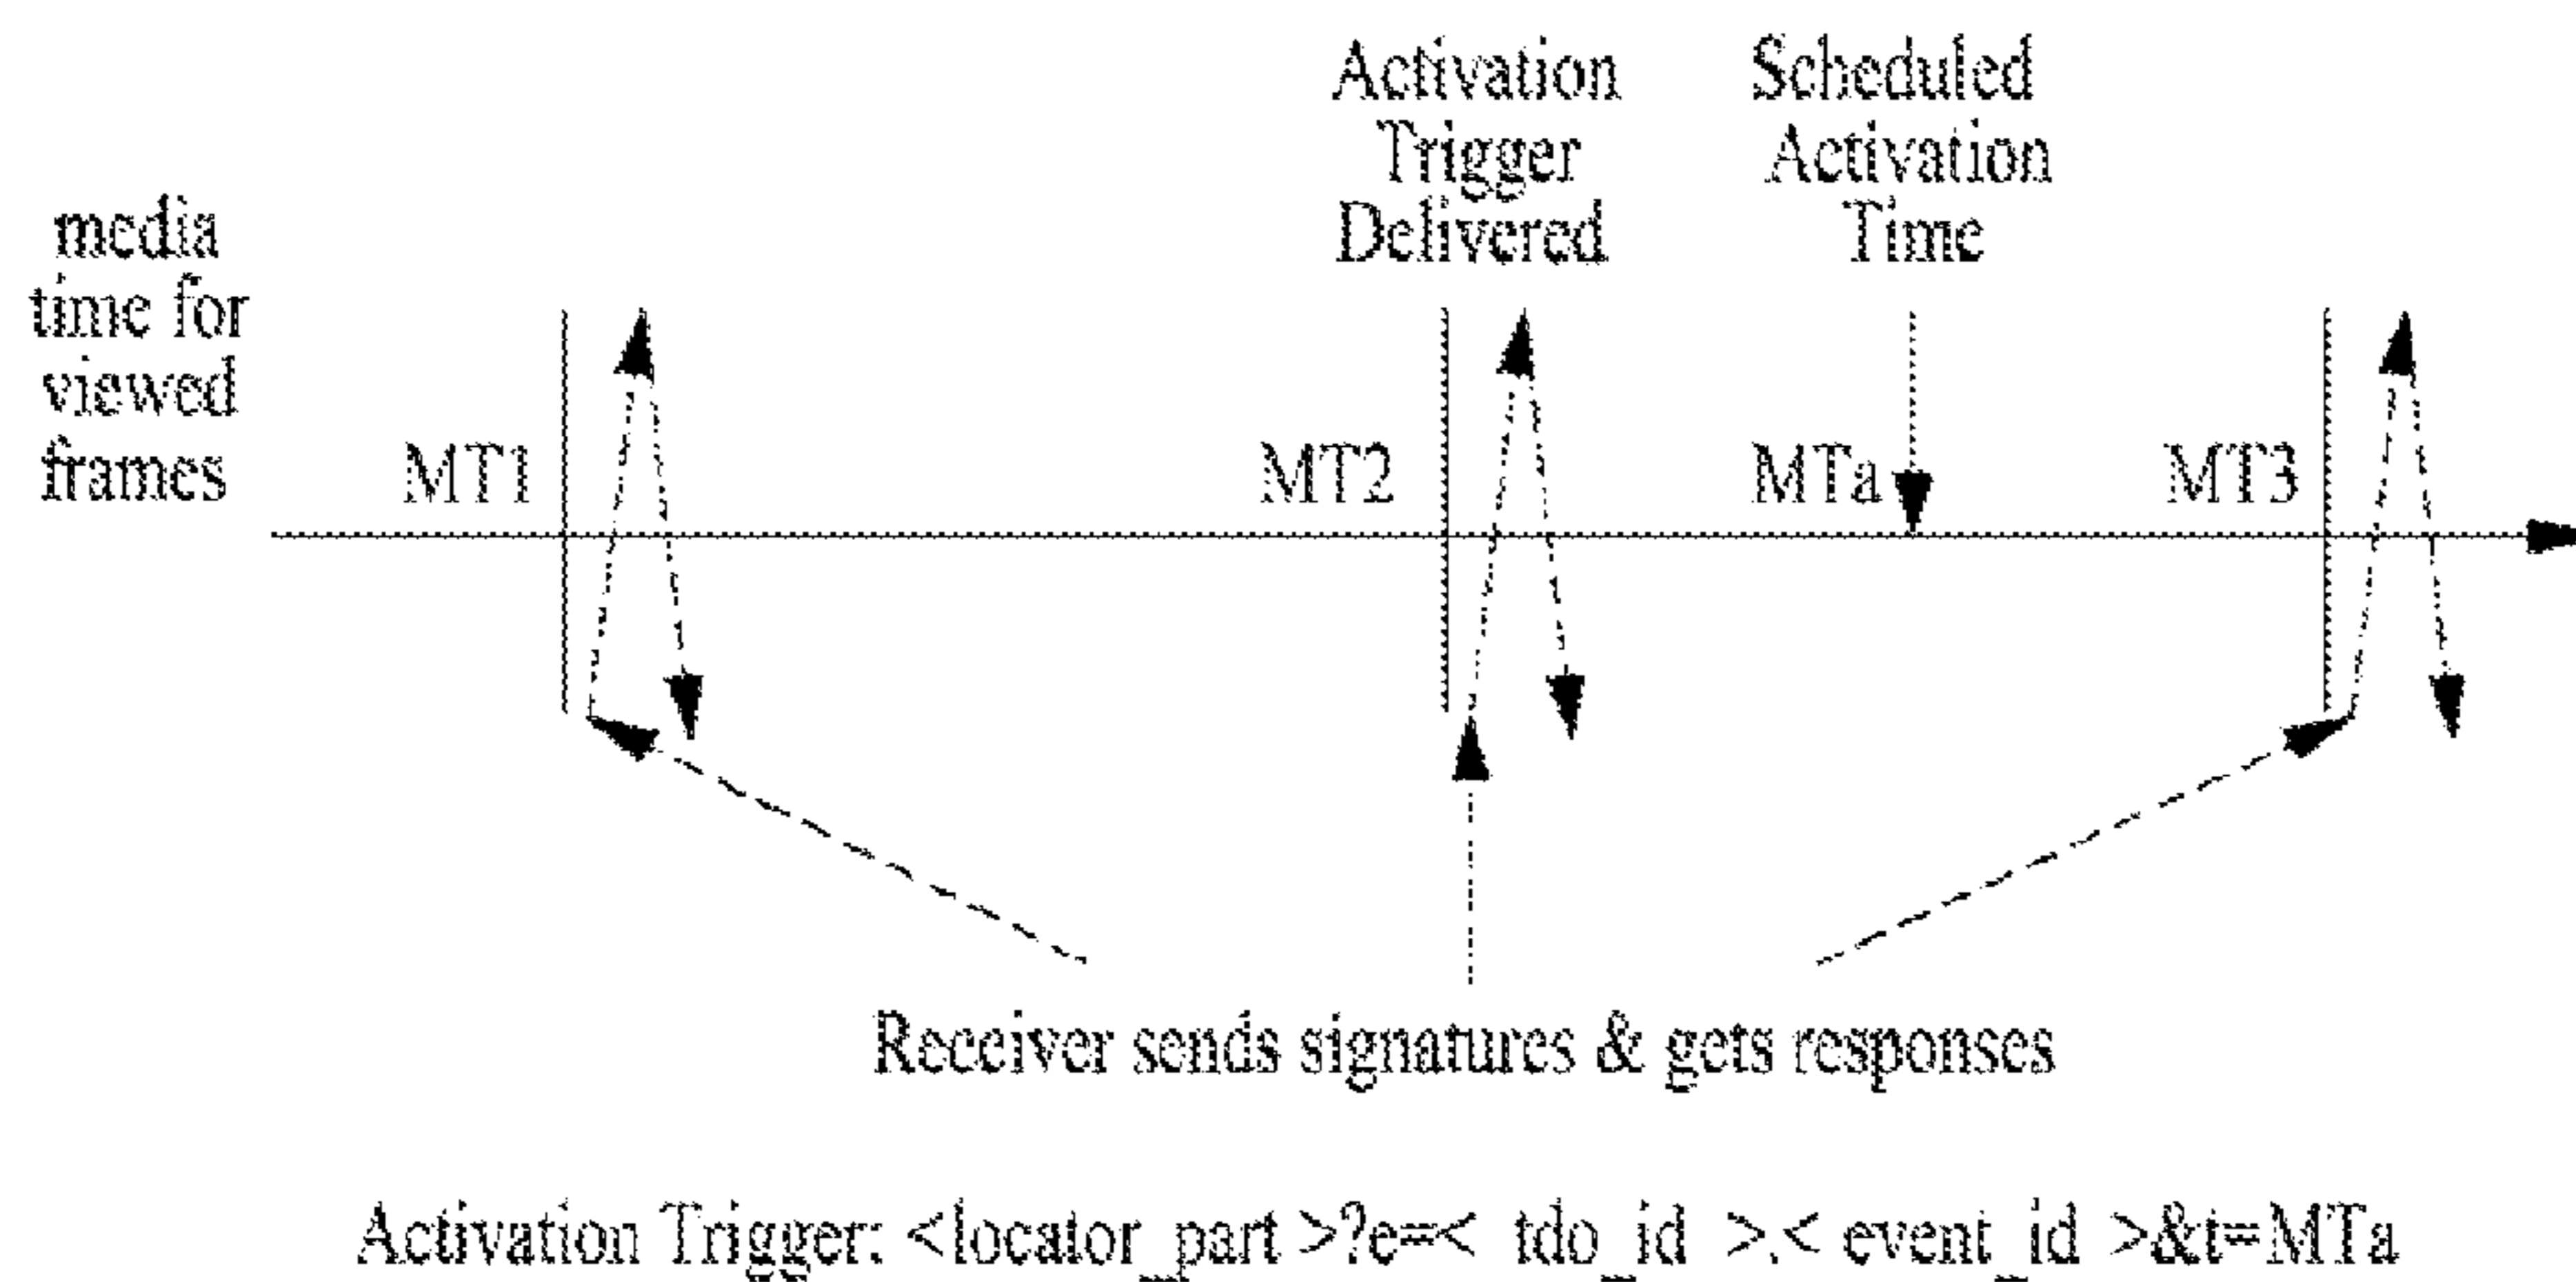 Activation
Trigger
Delivered
Scheduled
Activation
Time
media
time for
viewed
frames
MT1
MT2
MTa
MT3
Receiver sends signatures & gets responses
Activation Trigger: <locator_part >?e=< tdo_id >.< event_id >&t=MTa